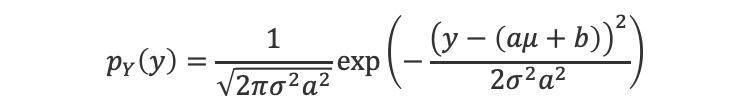 p_Y(y) = \frac{1}{\sqrt{2\pi\sigma^2 a^2}} \exp\left(-\frac{(y - (a\mu + b))^2}{2\sigma^2 a^2}\right)